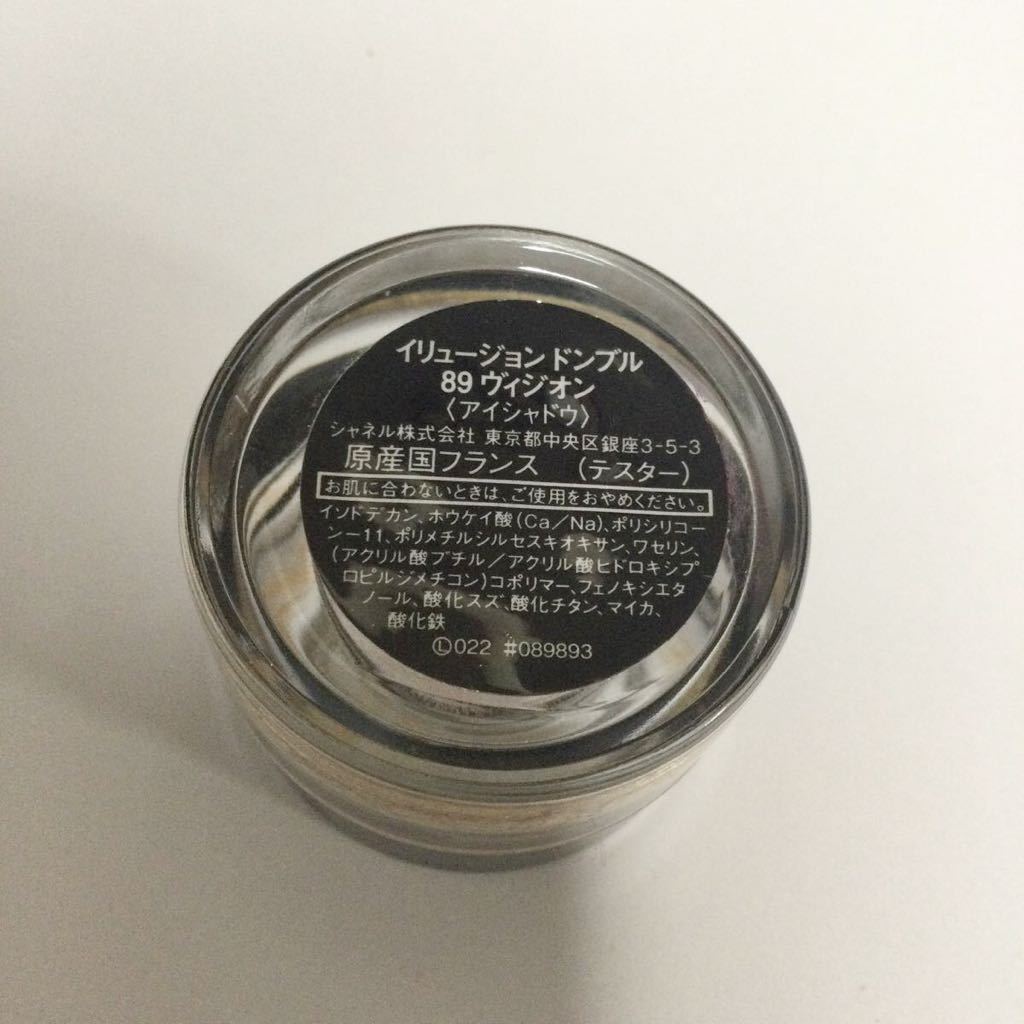 イリュージョン ドンブル
89 ヴィジオン
〈アイシャドウ〉
シャネル株式会社 東京都中央区銀座3-5-3
原産国フランス (テスター)
お肌に合わないときは、ご使用をおやめください。
イソドデカン、ホウケイ酸(Ca/Na)、ポリシリコー
ン-11、ポリメチルシルセスキオキサン、ワセリン、
(アクリル酸ブチル/アクリル酸ヒドロキシプ
ロピルジメチコン)コポリマー、フェノキシエタ
ノール、酸化スズ、酸化チタン、マイカ、
酸化鉄
Ⓛ022 #089893